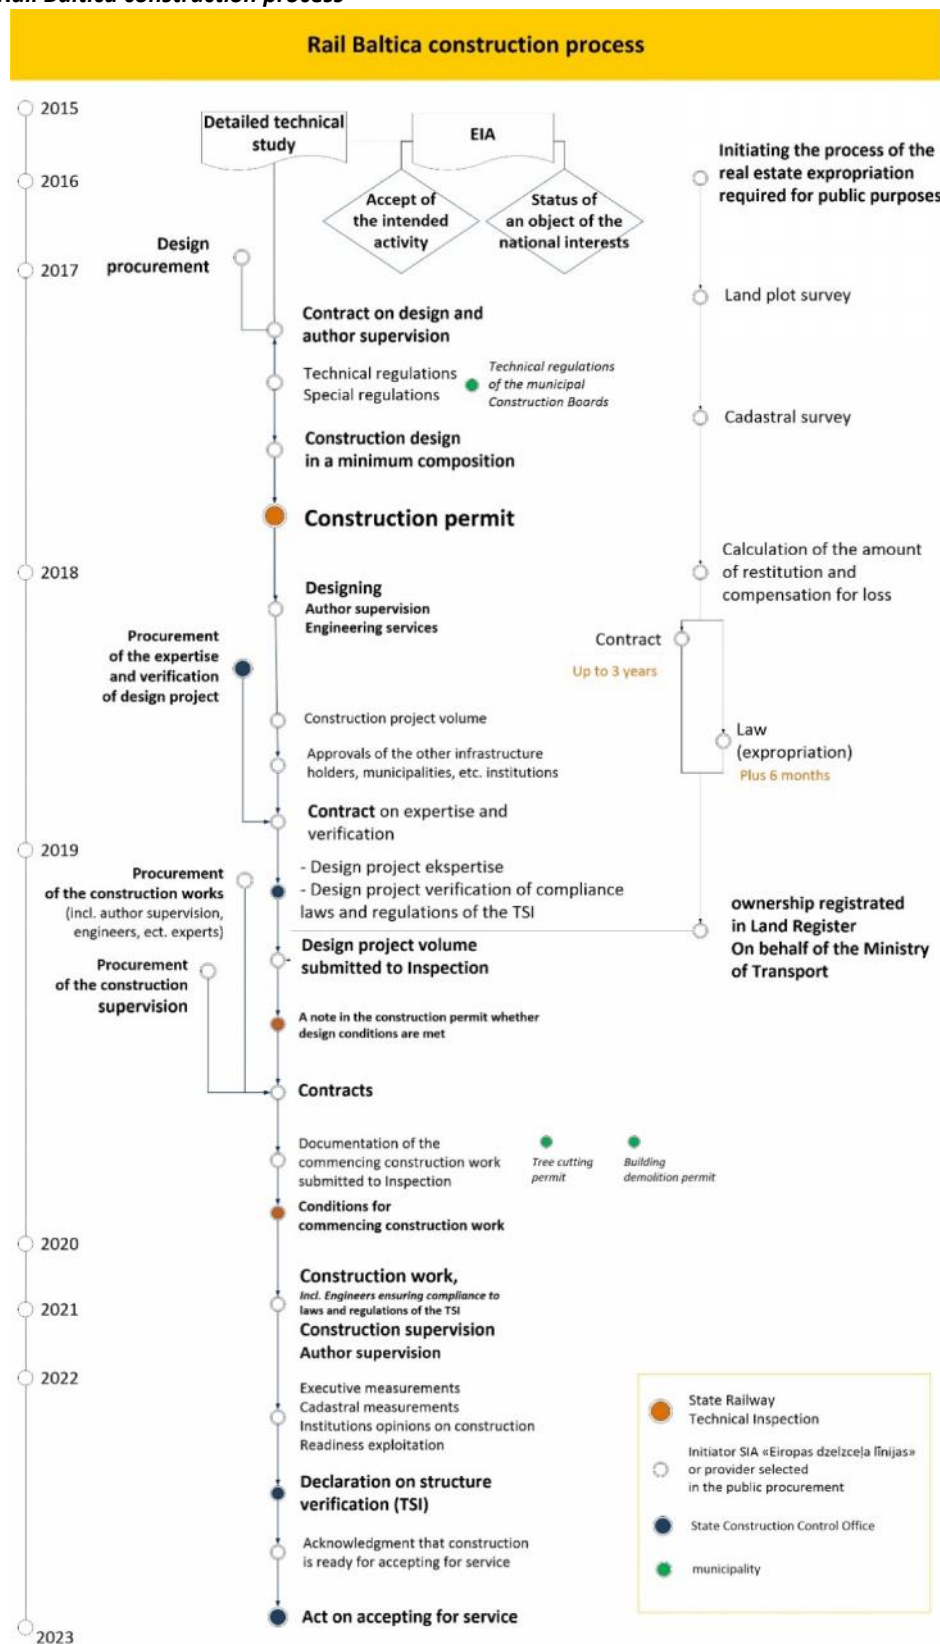 Rail Baltica construction process
Rail Baltica construction process
2015
Detailed technical
study
EIA
Initiating the process of the
real estate expropriation
required for public purposes
2016
Accept of
the intended
activity
Status of
an object of the
national interests
Design
procurement
2017
Land plot survey
Contract on design and
author supervision
Technical regulations
Special regulations
Technical regulations
of the municipal
Construction Boards
Cadastral survey
Construction design
in a minimum composition
Construction permit
2018
Calculation of the amount
of restitution and
compensation for loss
Designing
Author supervision
Engineering services
Procurement
of the expertise
and verification
of design project
Contract
Up to 3 years
Construction project volume
Law
(expropriation)
Plus 6 months
Approvals of the other infrastructure
holders, municipalities, etc. institutions
Contract on expertise and
verification
2019
Procurement
of the construction works
(incl. author supervision,
engineers, ect. experts)
- Design project ekspertise
- Design project verification of compliance
laws and regulations of the TSI
ownership registrated
in Land Register
On behalf of the Ministry
of Transport
Design project volume
submitted to Inspection
Procurement
of the construction
supervision
A note in the construction permit whether
design conditions are met
Contracts
Documentation of the
commencing construction work
submitted to Inspection
Tree cutting
permit
Building
demolition permit
Conditions for
commencing construction work
2020
Construction work,
Incl. Engineers ensuring compliance to
laws and regulations of the TSI
Construction supervision
Author supervision
2021
2022
Executive measurements
Cadastral measurements
Institutions opinions on construction
Readiness exploitation
Declaration on structure
verification (TSI)
Acknowledgment that construction
is ready for accepting for service
Act on accepting for service
2023
State Railway
Technical Inspection
Initiator SIA «Eiropas dzelzceļa līnijas»
or provider selected
in the public procurement
State Construction Control Office
municipality